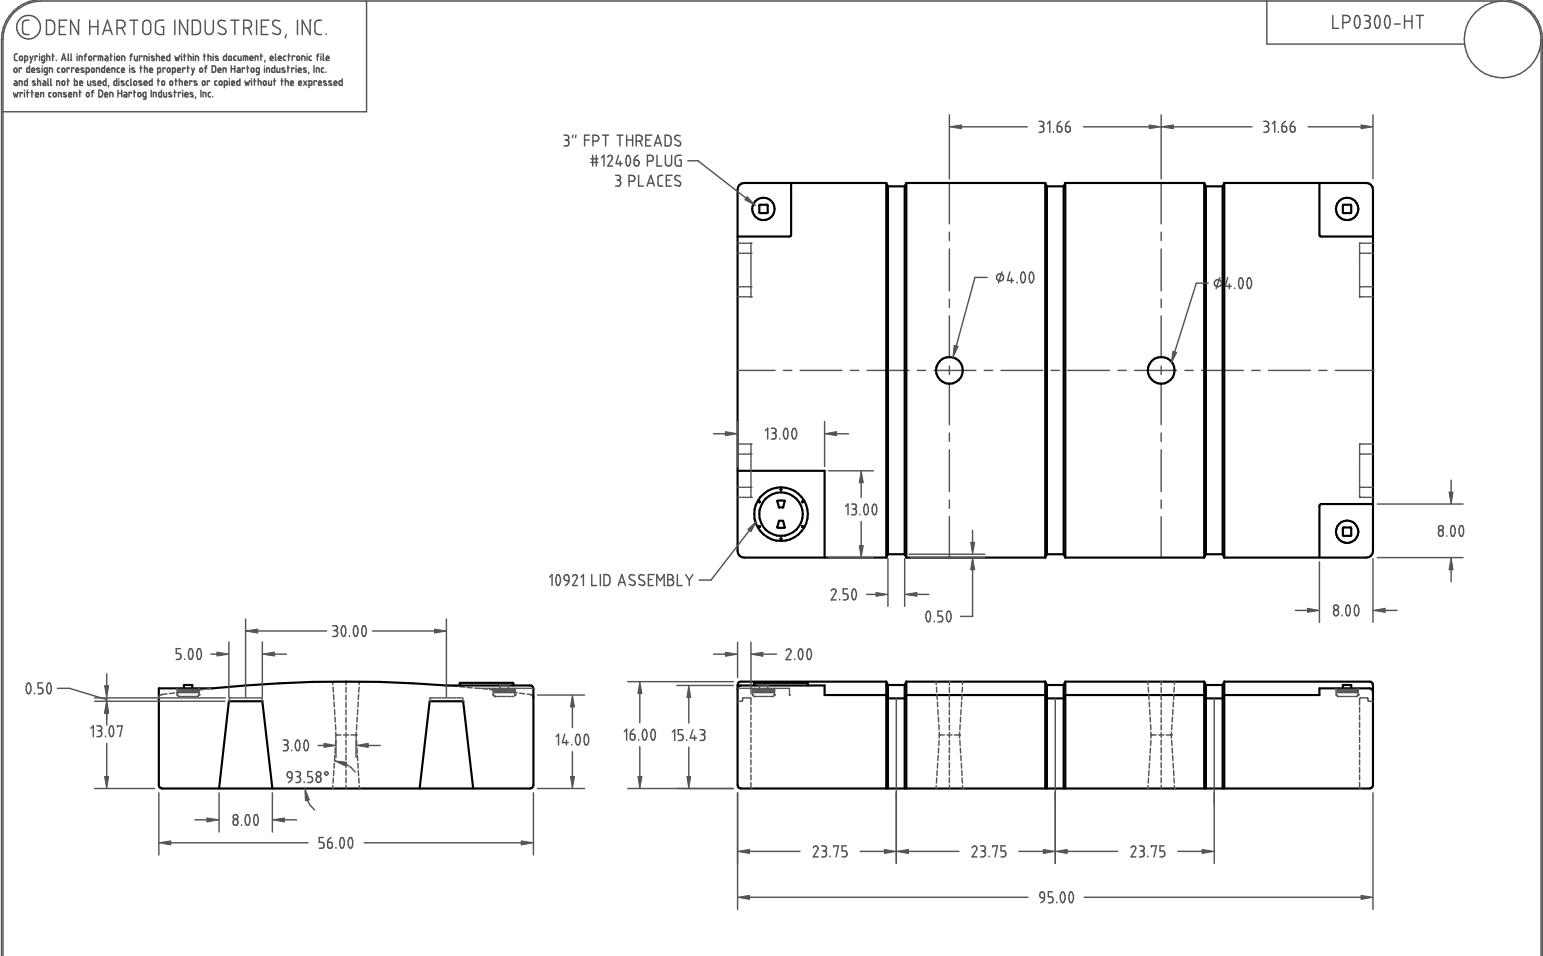 © DEN HARTOG INDUSTRIES, INC.
Copyright. All information furnished within this document, electronic file
or design correspondence is the property of Den Hartog industries, Inc.
and shall not be used, disclosed to others or copied without the expressed
written consent of Den Hartog Industries, Inc.
LP0300-HT
31.66
31.66
3" FPT THREADS
#12406 PLUG
3 PLACES
⌀4.00
⌀4.00
13.00
13.00
8.00
10921 LID ASSEMBLY
2.50
0.50
8.00
30.00
5.00
2.00
0.50
13.07
3.00
14.00
16.00
15.43
93.58°
8.00
56.00
23.75
23.75
23.75
95.00